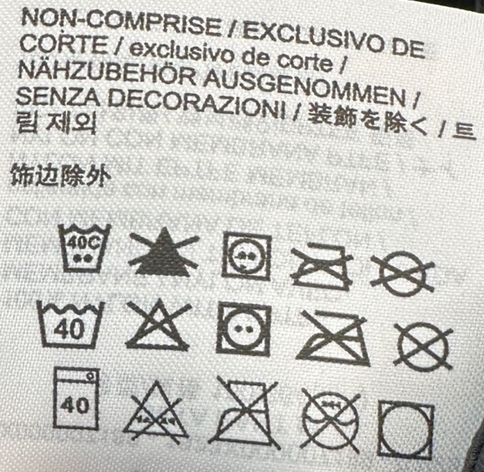 NON-COMPRISE / EXCLUSIVO DE
CORTE / exclusivo de corte /
NÄHZUBEHÖR AUSGENOMMEN /
SENZA DECORAZIONI / 装飾を除く / 트
림 제외
饰边除外
40C
40
40